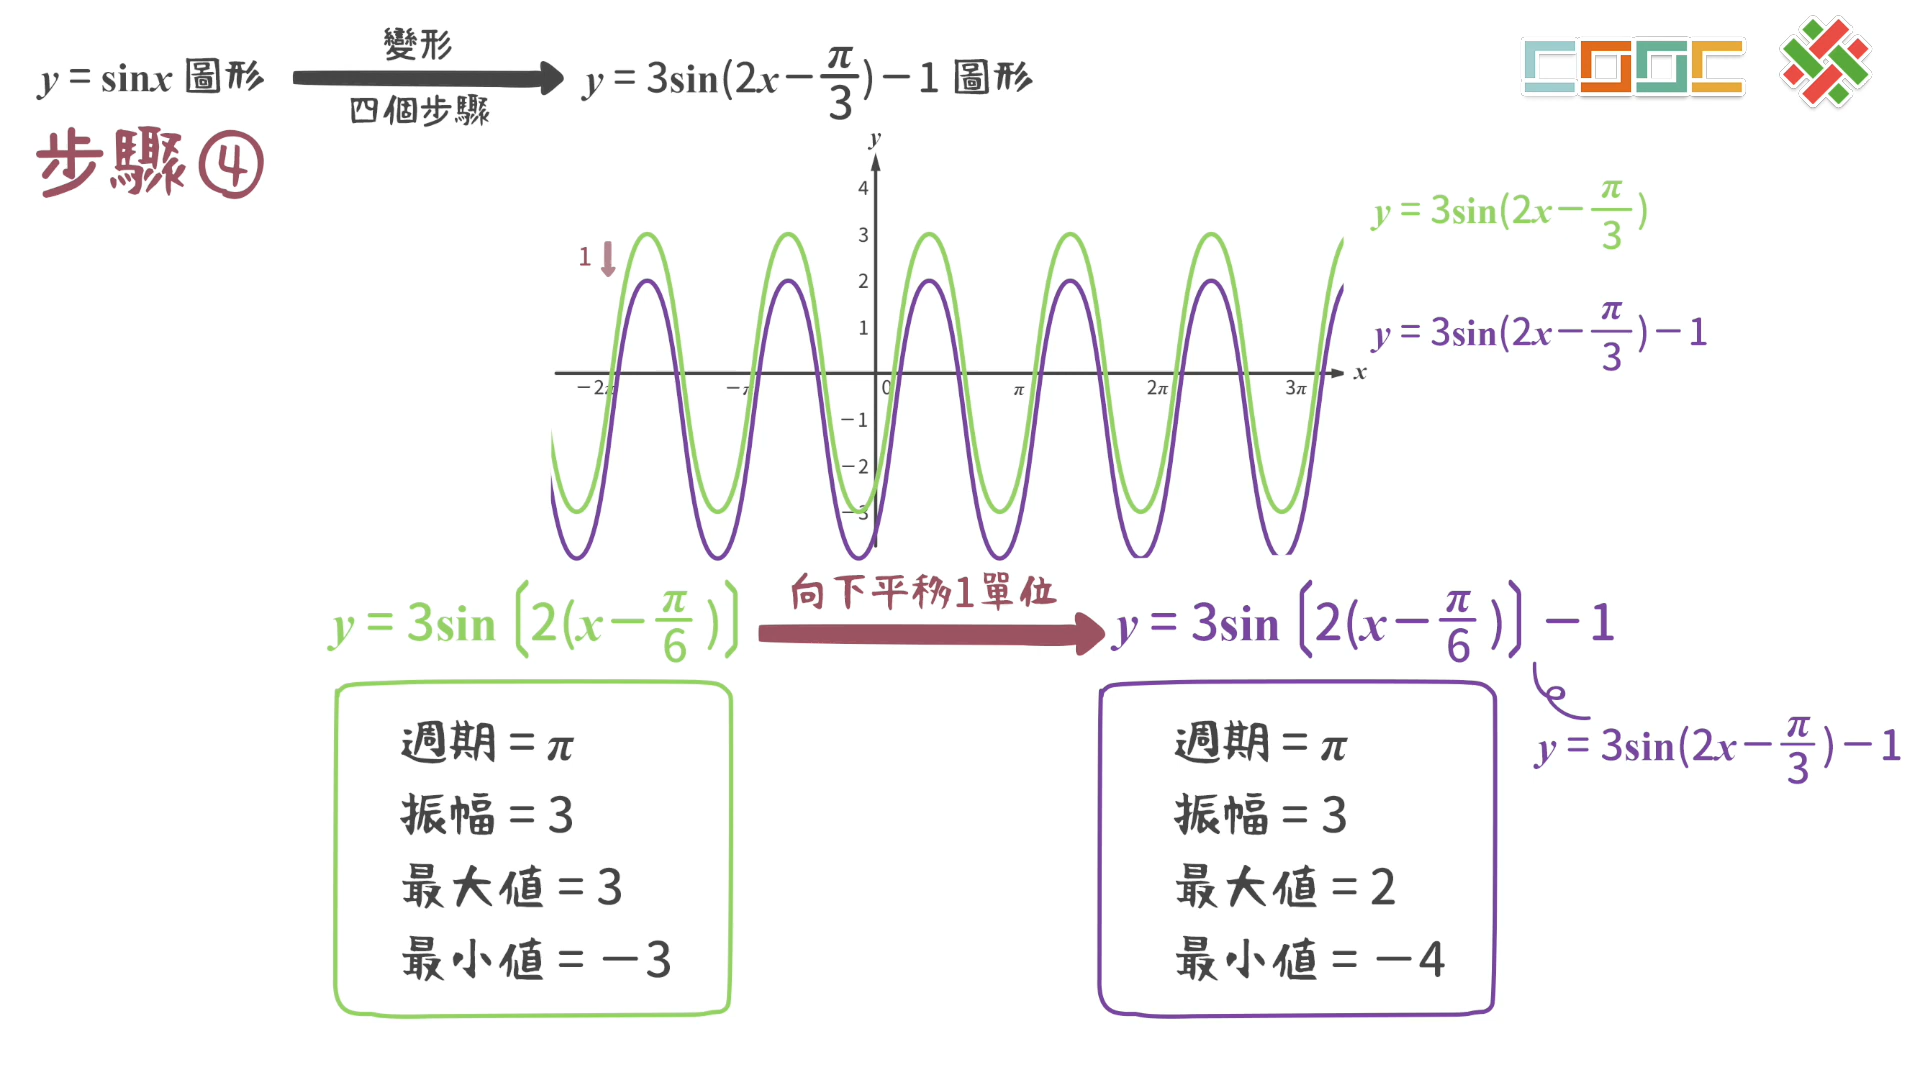 y = sinx 圖形 變形 四個步驟 y = 3sin(2x − π/3) − 1 圖形
步驟④
y
4
3
2
1
0
−1
−2
−3
−2π −π π 2π 3π x
1
y = 3sin(2x − π/3)
y = 3sin(2x − π/3) − 1
y = 3sin〔2(x − π/6)〕 向下平移1單位 y = 3sin〔2(x − π/6)〕 − 1
y = 3sin(2x − π/3) − 1
週期 = π
振幅 = 3
最大值 = 3
最小值 = −3
週期 = π
振幅 = 3
最大值 = 2
最小值 = −4